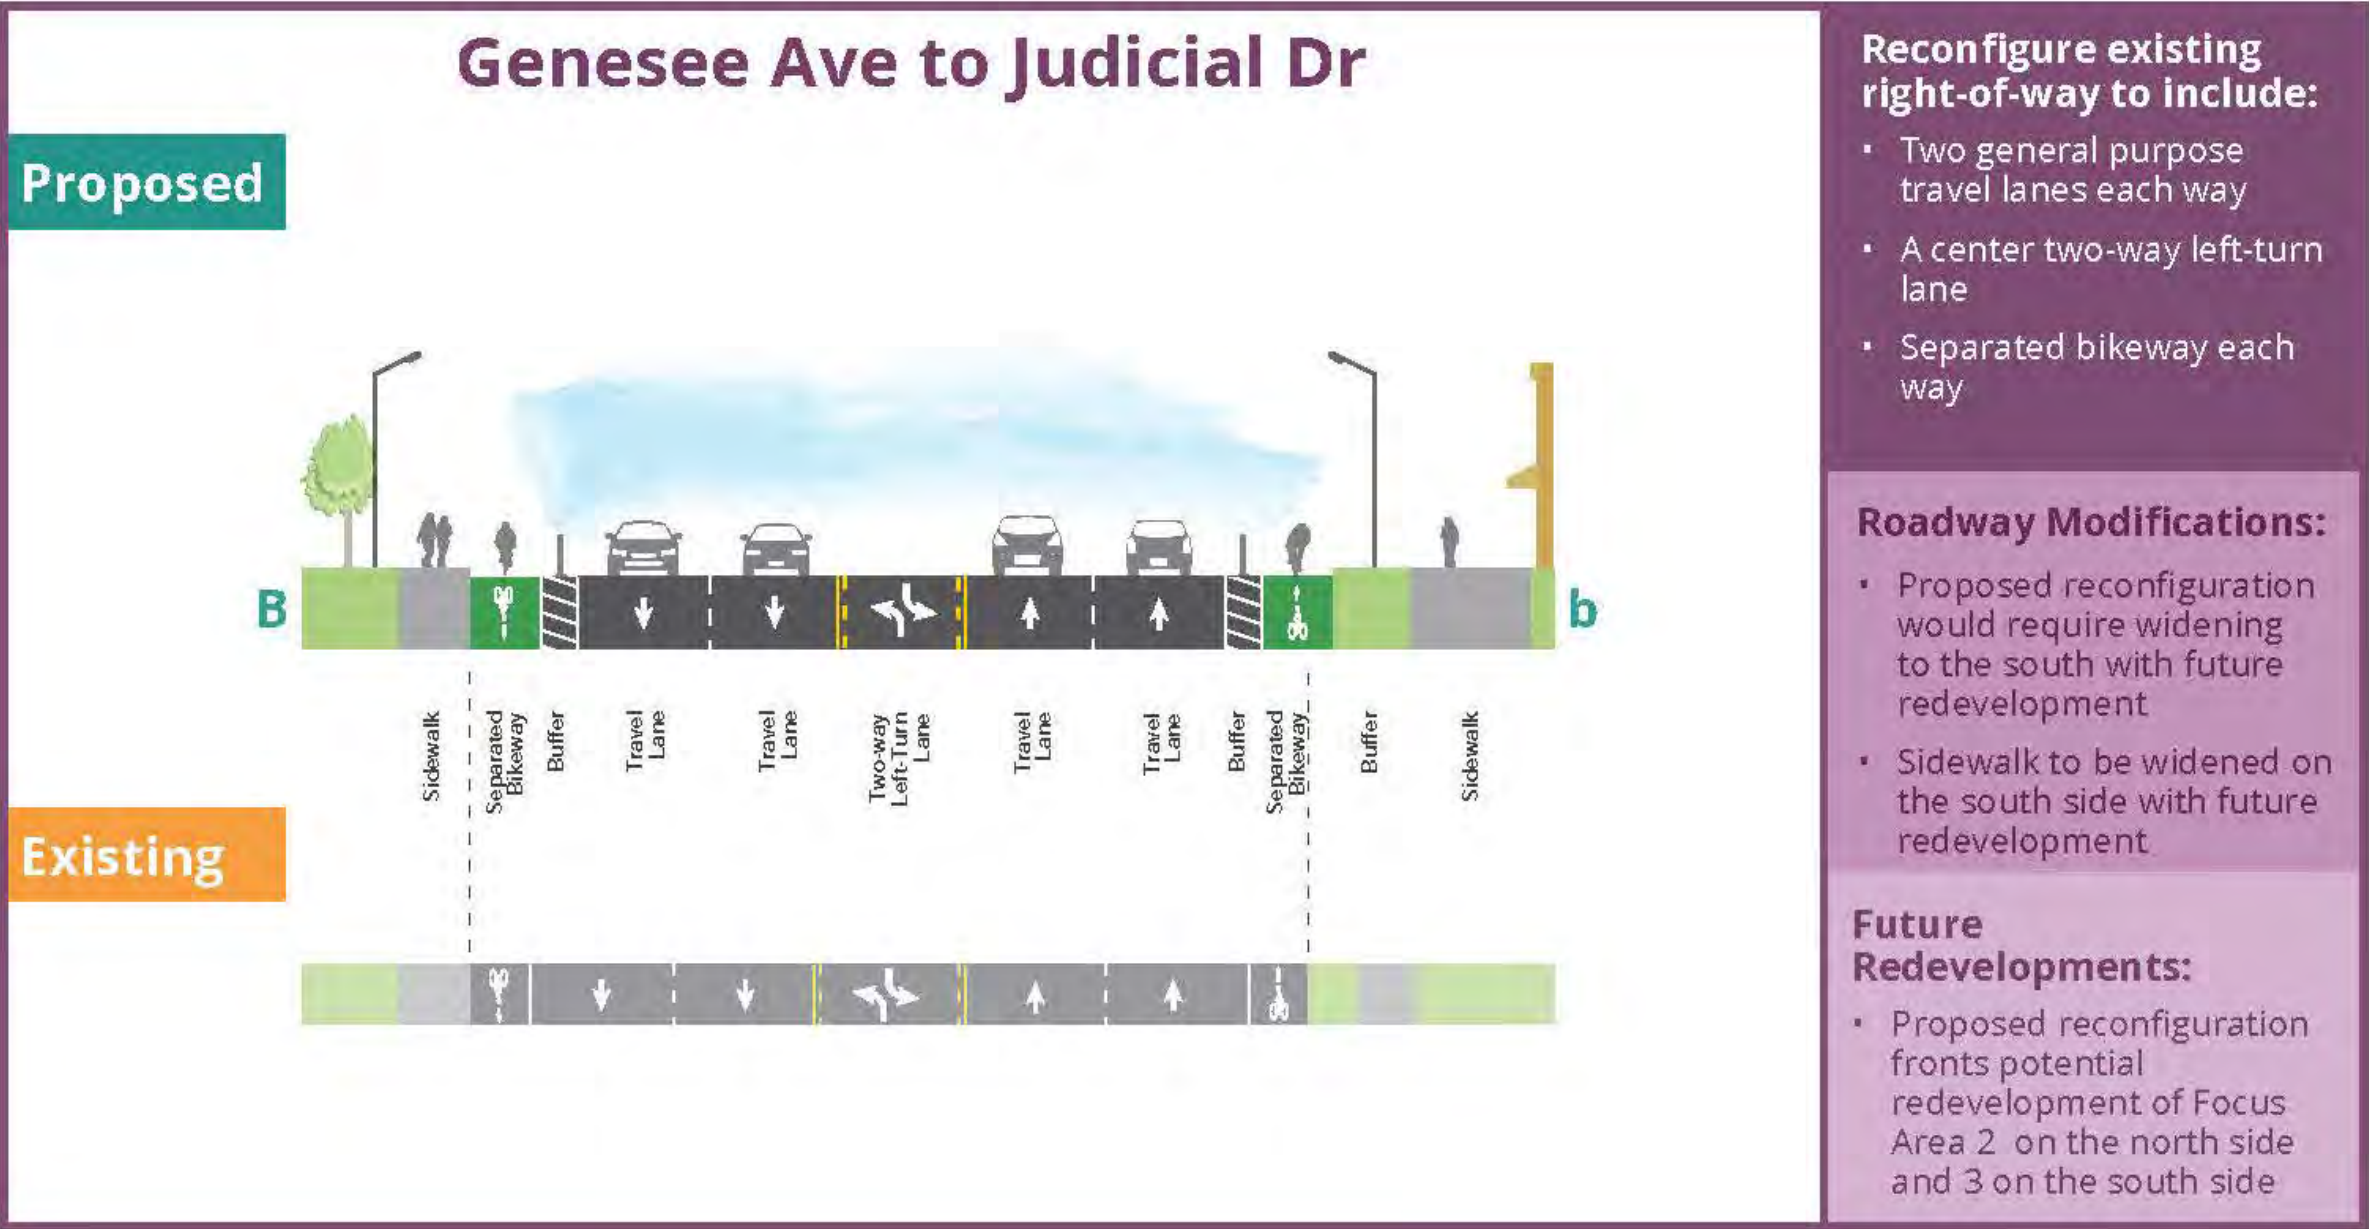 Genesee Ave to Judicial Dr
Proposed
B
b
Sidewalk
Separated
Bikeway
Buffer
Travel
Lane
Travel
Lane
Two-way
Left-Turn
Lane
Travel
Lane
Travel
Lane
Buffer
Separated
Bikeway
Buffer
Sidewalk
Existing
Reconfigure existing
right-of-way to include:
· Two general purpose
travel lanes each way
· A center two-way left-turn
lane
· Separated bikeway each
way
Roadway Modifications:
· Proposed reconfiguration
would require widening
to the south with future
redevelopment
· Sidewalk to be widened on
the south side with future
redevelopment
Future
Redevelopments:
· Proposed reconfiguration
fronts potential
redevelopment of Focus
Area 2 on the north side
and 3 on the south side